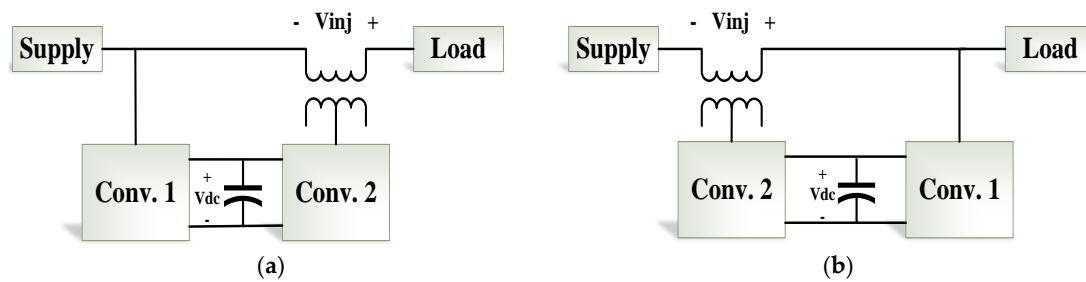 - Vinj +
Supply
Load
Conv. 1
+
Vdc
-
Conv. 2
(a)
- Vinj +
Supply
Load
Conv. 2
+
Vdc
-
Conv. 1
(b)